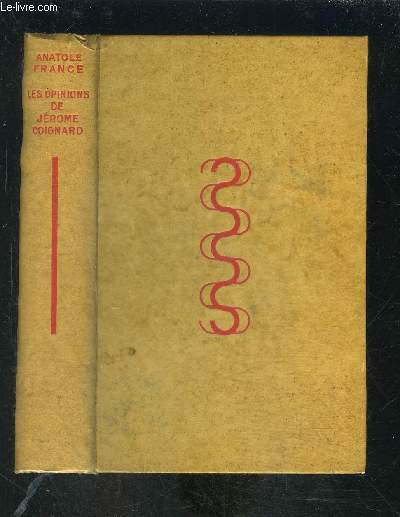 Le-livre.com
ANATOLE
FRANCE
LES OPINIONS
DE
JÉROME
COIGNARD